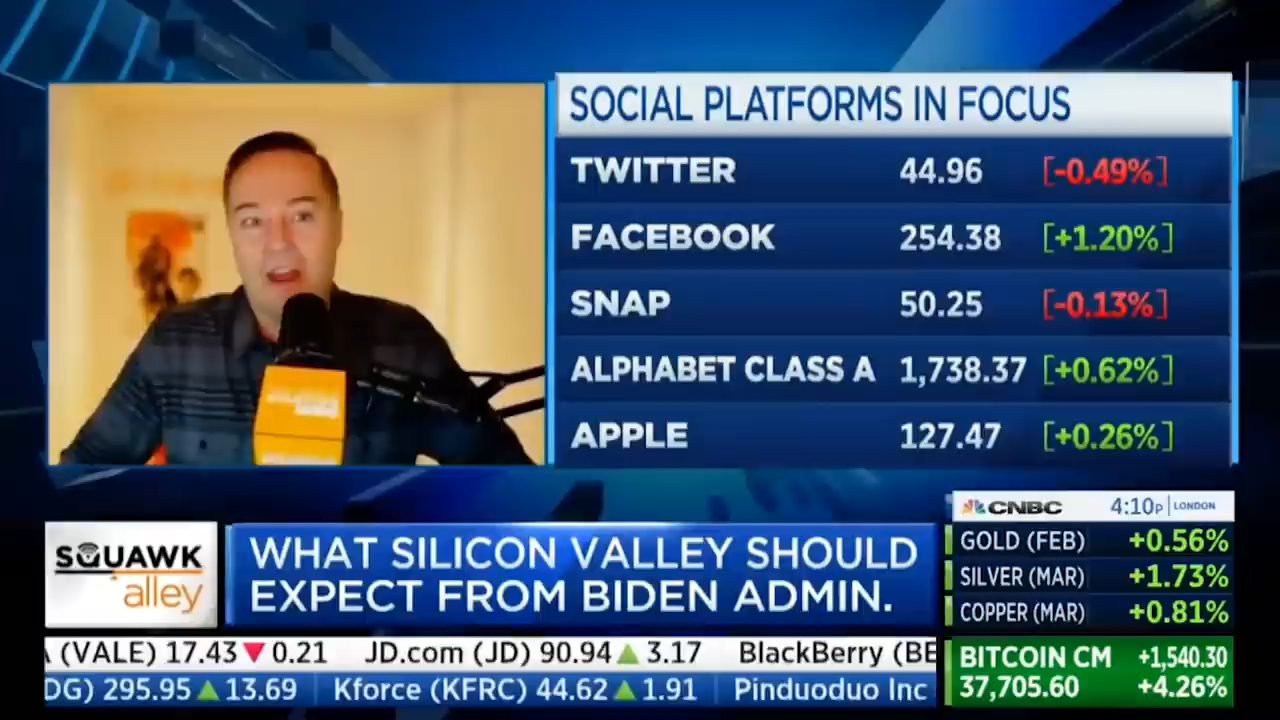 SOCIAL PLATFORMS IN FOCUS
TWITTER 44.96 [-0.49%]
FACEBOOK 254.38 [+1.20%]
SNAP 50.25 [-0.13%]
ALPHABET CLASS A 1,738.37 [+0.62%]
APPLE 127.47 [+0.26%]
SQUAWK
alley
WHAT SILICON VALLEY SHOULD
EXPECT FROM BIDEN ADMIN.
CNBC 4:10P LONDON
GOLD (FEB) +0.56%
SILVER (MAR) +1.73%
COPPER (MAR) +0.81%
BITCOIN CM +1,540.30
37,705.60 +4.26%
(VALE) 17.43 ▼ 0.21 JD.com (JD) 90.94 ▲ 3.17 BlackBerry (BB
DG) 295.95 ▲ 13.69 Kforce (KFRC) 44.62 ▲ 1.91 Pinduoduo Inc